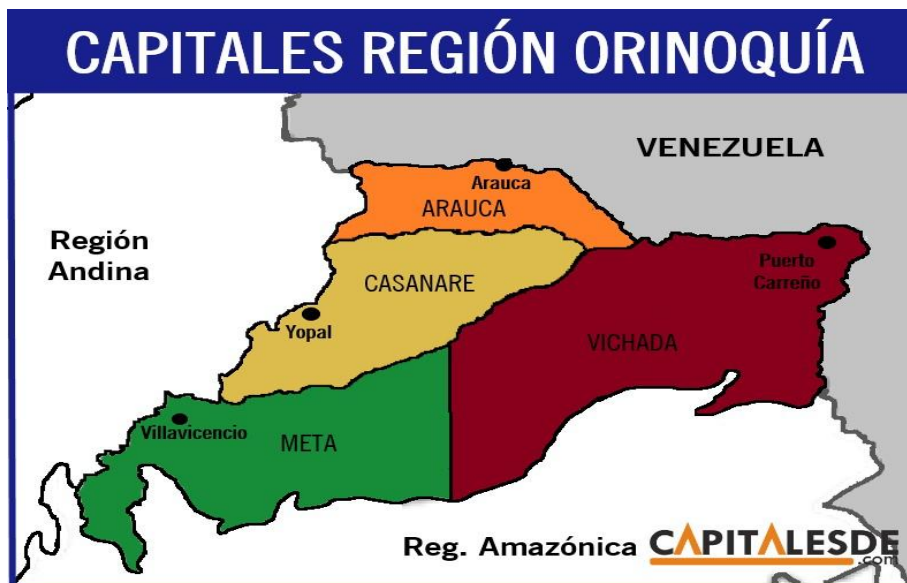 CAPITALES REGIÓN ORINOQUÍA
VENEZUELA
Arauca
ARAUCA
Región
Andina
Puerto
Carreño
CASANARE
Yopal
VICHADA
Villavicencio
META
Reg. Amazónica
CAPITALESDE
.com